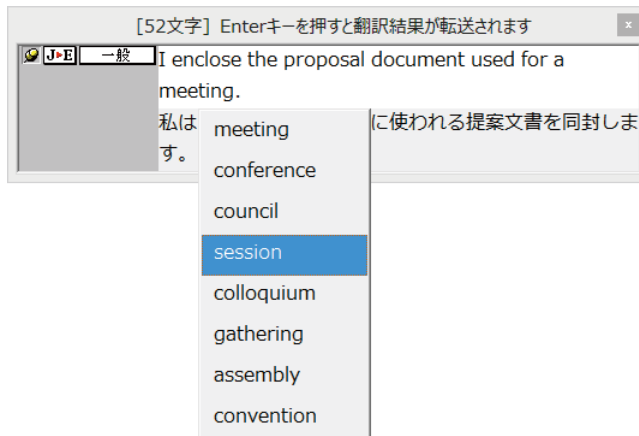 [52文字] Enterキーを押すと翻訳結果が転送されます
x
J▸E 一般
I enclose the proposal document used for a
meeting.
私は
に使われる提案文書を同封しま
す。
meeting
conference
council
session
colloquium
gathering
assembly
convention